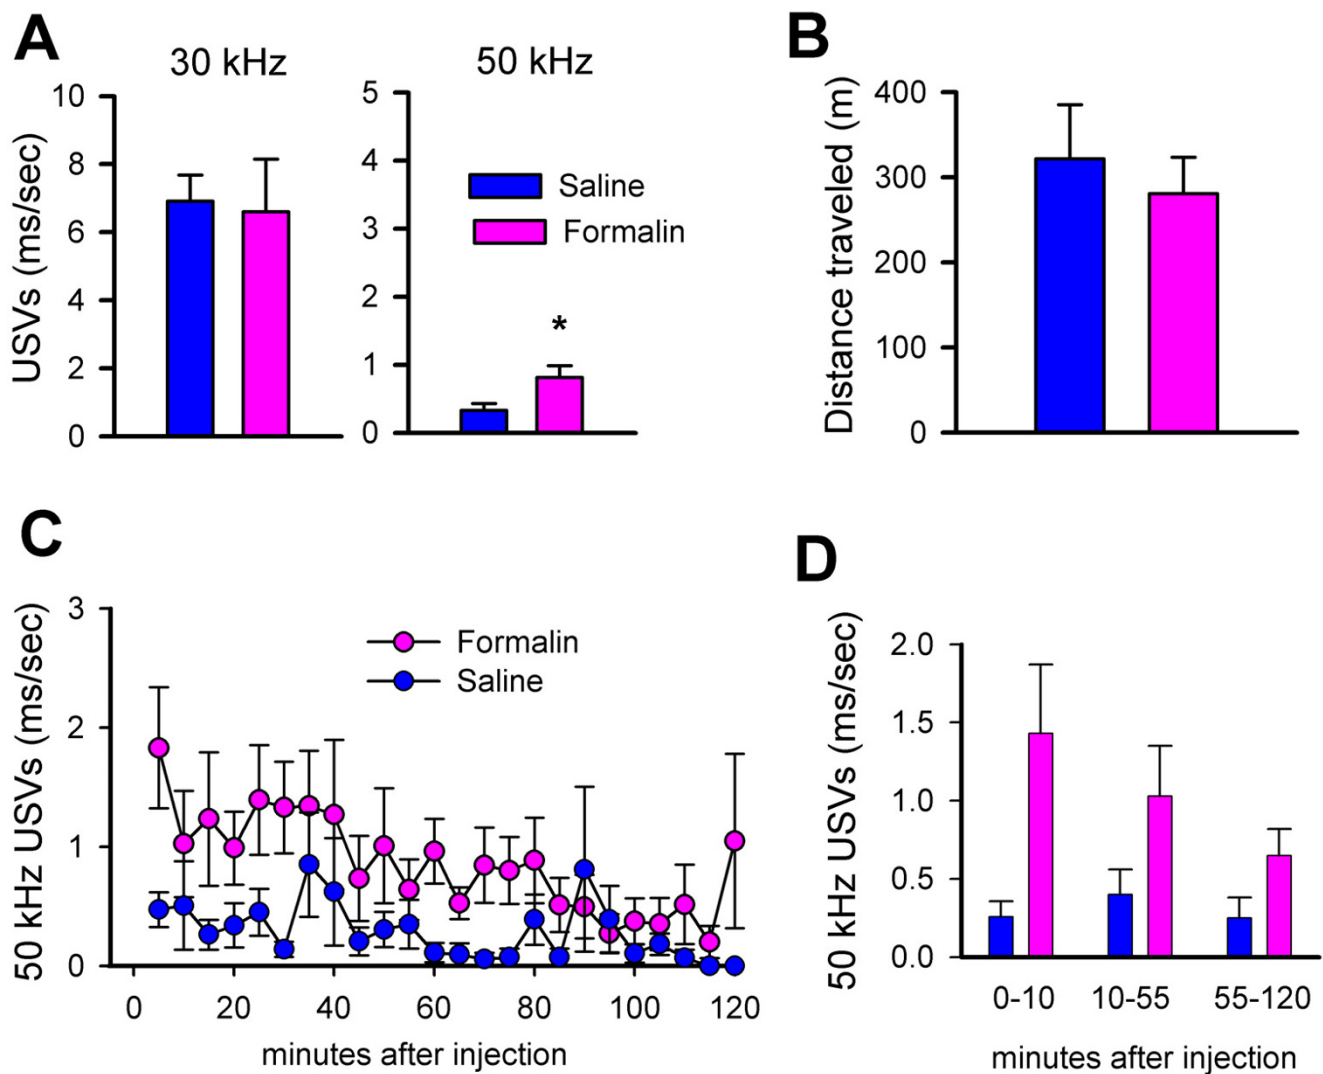 A
30 kHz
50 kHz
USVs (ms/sec)
10
8
6
4
2
0
5
4
3
2
1
0
Saline
Formalin
*
B
Distance traveled (m)
400
300
200
100
0
C
50 kHz USVs (ms/sec)
3
2
1
0
Formalin
Saline
0 20 40 60 80 100 120
minutes after injection
D
50 kHz USVs (ms/sec)
2.0
1.5
1.0
0.5
0.0
0-10 10-55 55-120
minutes after injection